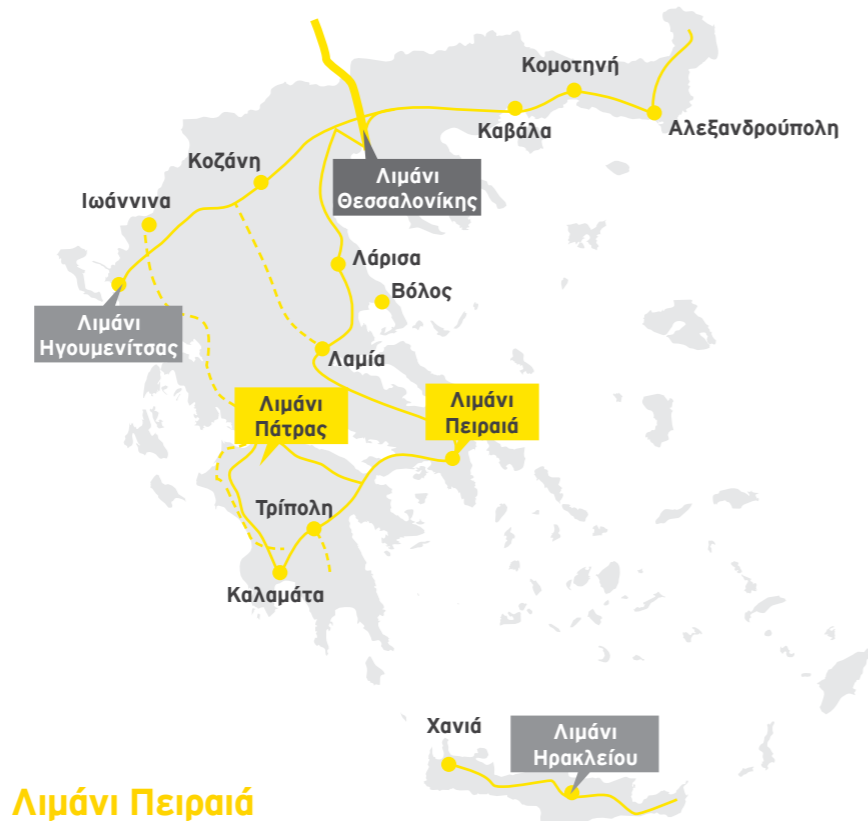 Κομοτηνή
Καβάλα
Αλεξανδρούπολη
Κοζάνη
Λιμάνι
Θεσσαλονίκης
Ιωάννινα
Λάρισα
Βόλος
Λιμάνι
Ηγουμενίτσας
Λαμία
Λιμάνι
Πάτρας
Λιμάνι
Πειραιά
Τρίπολη
Καλαμάτα
Χανιά
Λιμάνι
Ηρακλείου
Λιμάνι Πειραιά